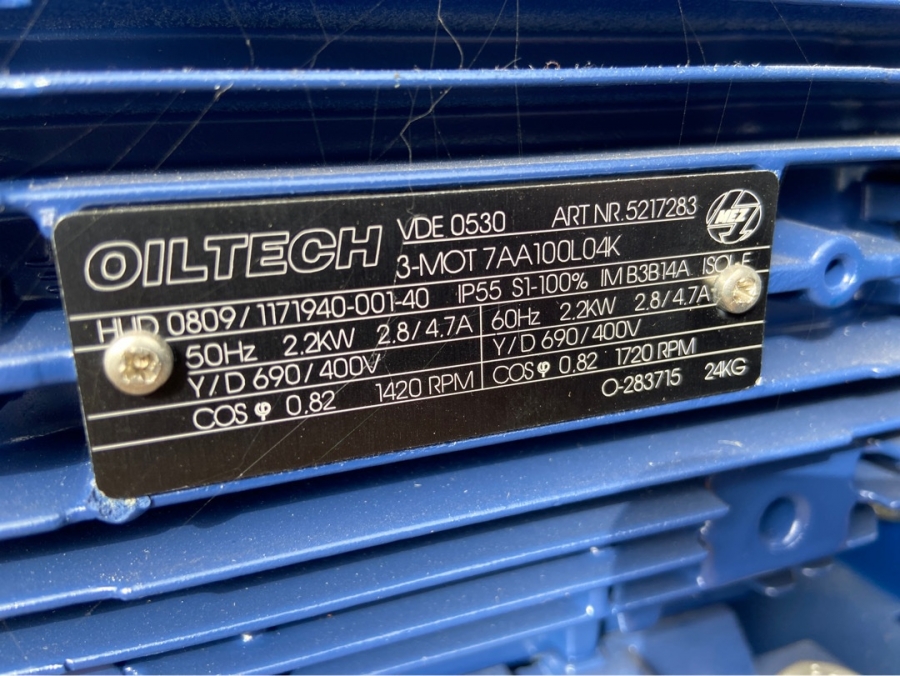 OILTECH
VDE 0530 ART NR. 5217283
MEZ
3-MOT 7AA100L04K
0809/1171940-001-40 IP55 S1-100% IM B3B14A
50Hz 2.2KW 2.8/4.7A 60Hz 2.2KW 2.8/4.7A
Y/D 690/400V Y/D 690/400V
COS φ 0.82 1420 RPM COS φ 0.82 1720 RPM
O-283715 24KG